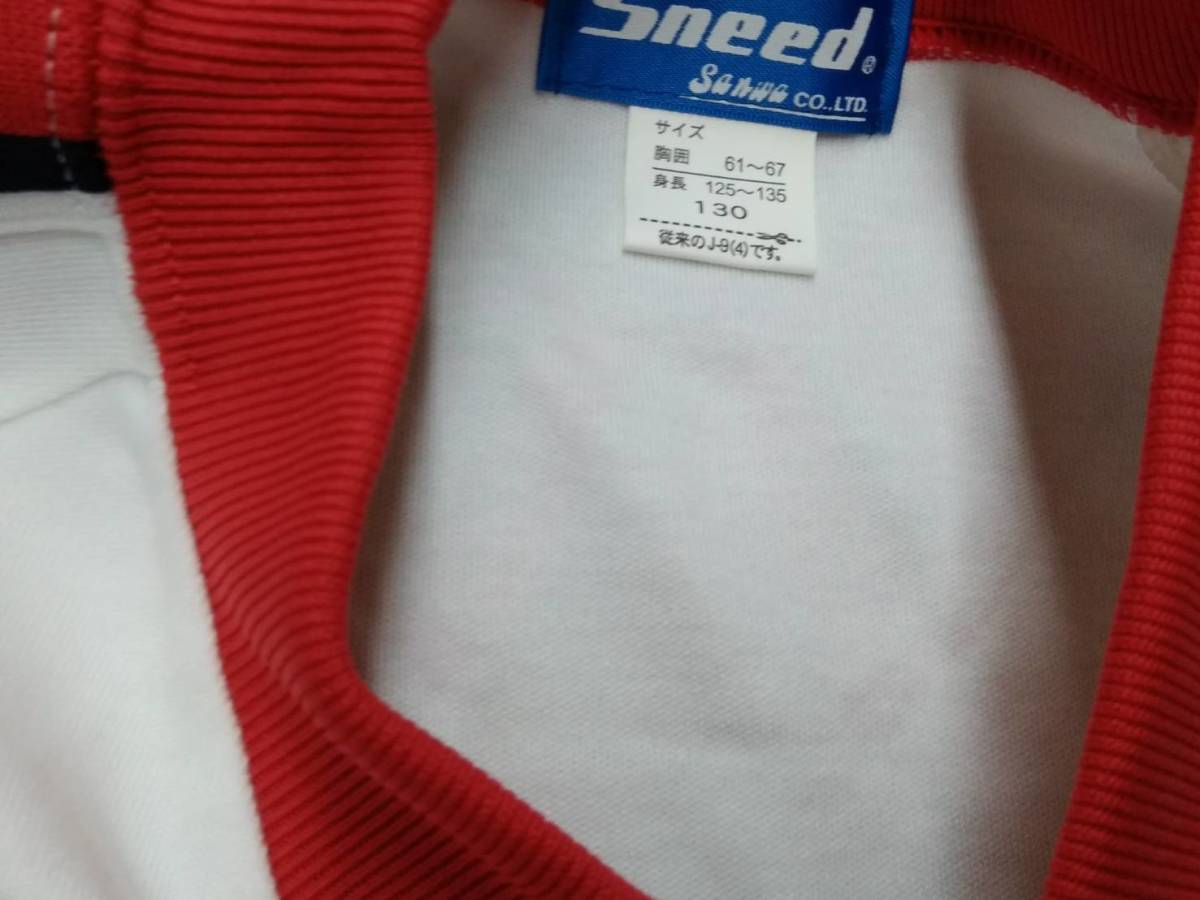 Sneed®
Sanwa CO.,LTD.
サイズ
胸囲 61〜67
身長 125〜135
130
従来のJ-9(4)です。